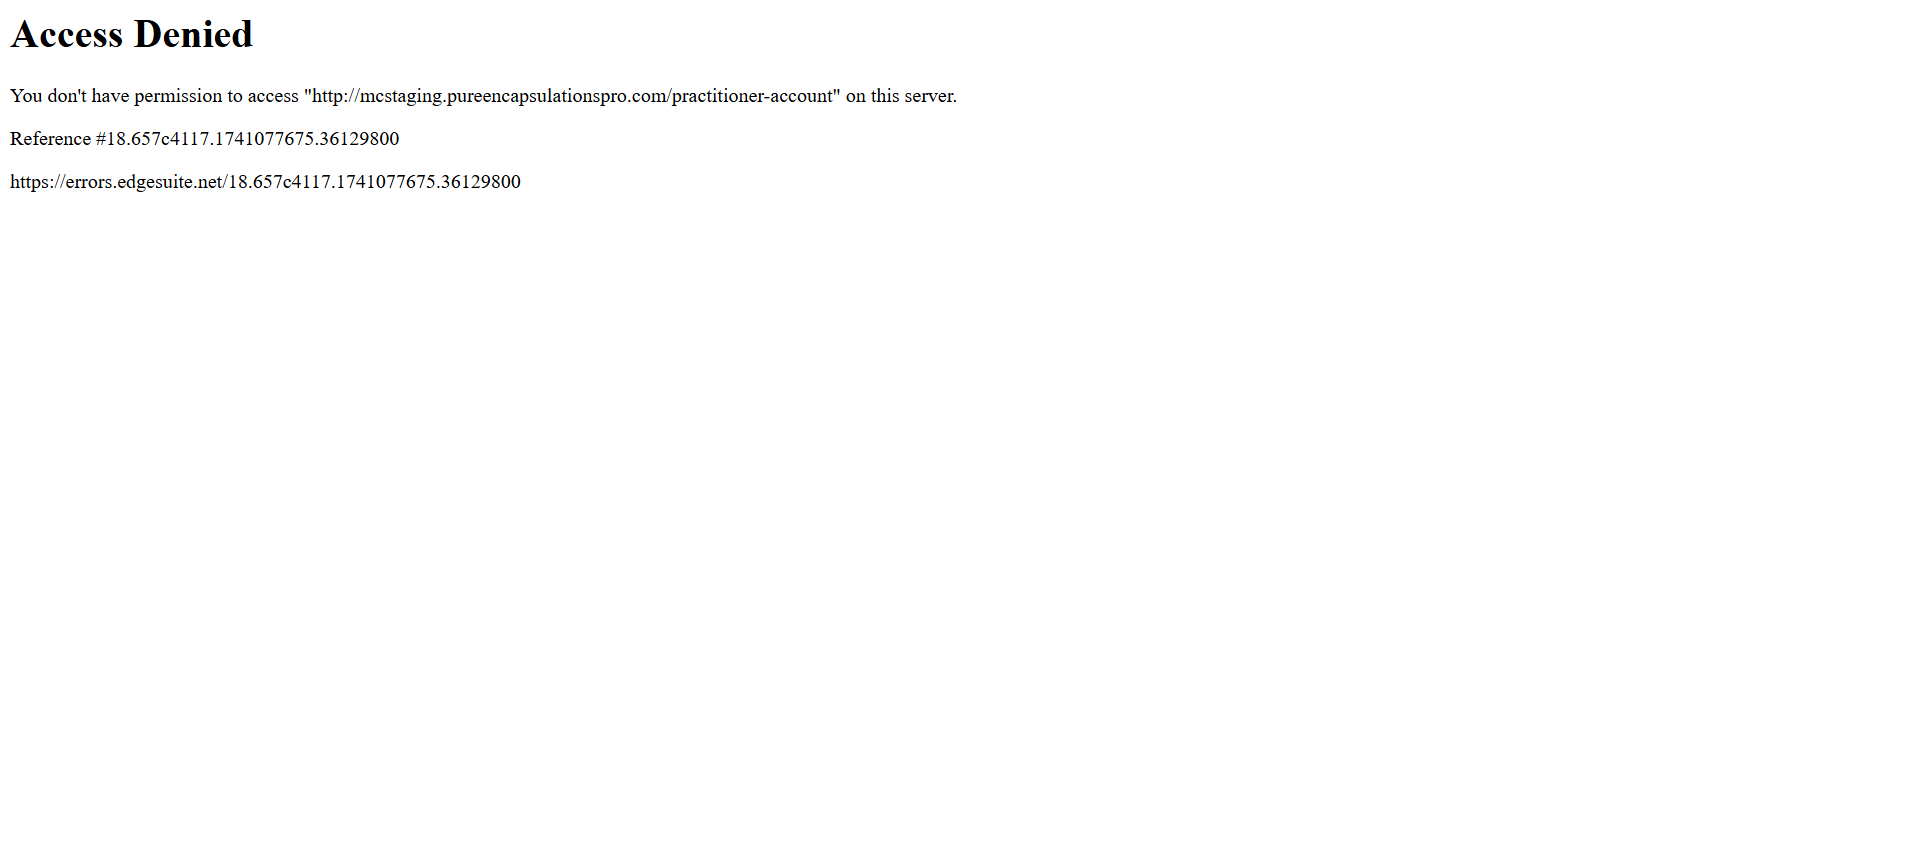 Access Denied
You don't have permission to access "http://mcstaging.pureencapsulationspro.com/practitioner-account" on this server.
Reference #18.657c4117.1741077675.36129800
https://errors.edgesuite.net/18.657c4117.1741077675.36129800